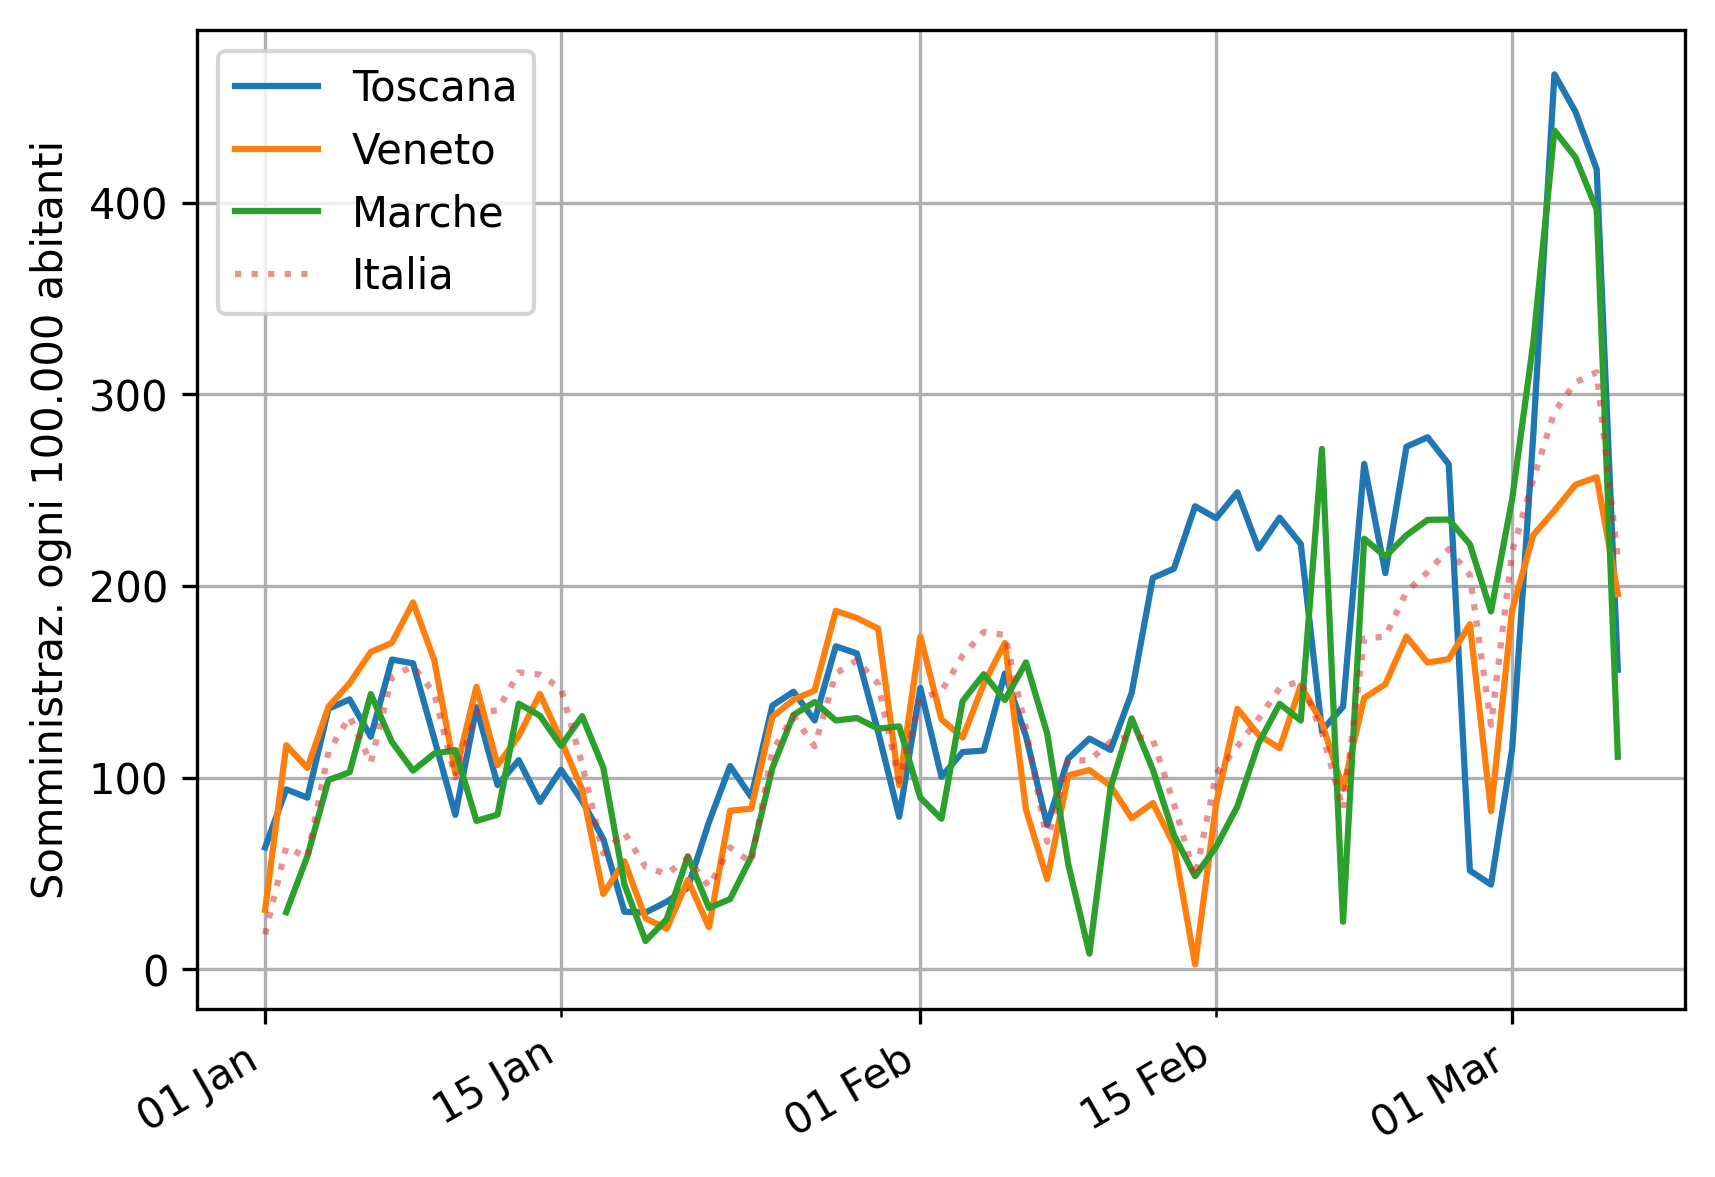 Toscana
Veneto
Marche
Italia
Somministraz. ogni 100.000 abitanti
400
300
200
100
0
01 Jan
15 Jan
01 Feb
15 Feb
01 Mar